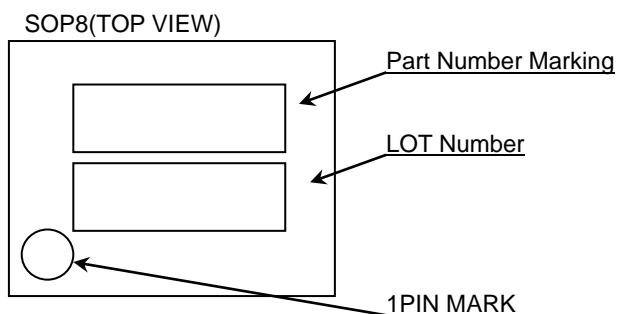 SOP8(TOP VIEW)
Part Number Marking
LOT Number
1PIN MARK